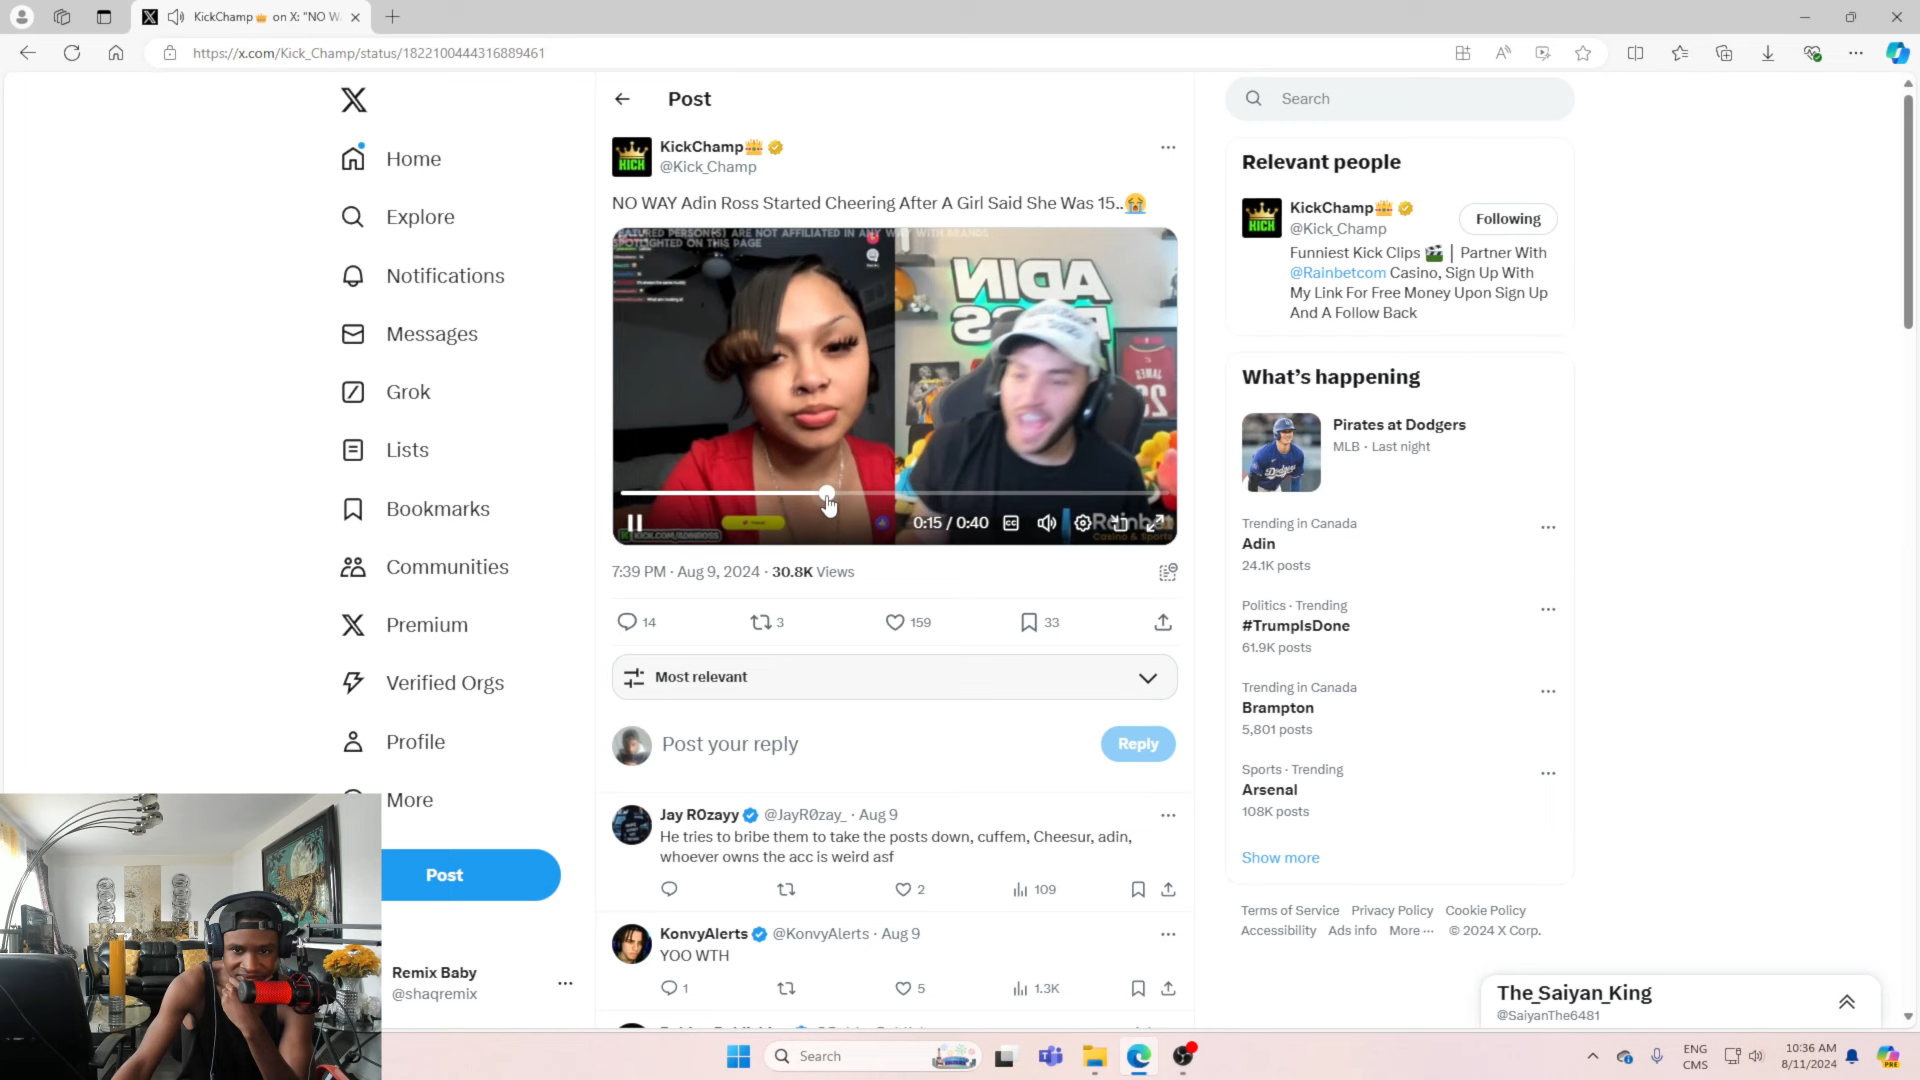 KickChamp on X: "NO W
https://x.com/Kick_Champ/status/1822100444316889461
Home
Explore
Notifications
Messages
Grok
Lists
Bookmarks
Communities
Premium
Verified Orgs
Profile
More
Post
Remix Baby
@shaqremix
Post
KickChamp
@Kick_Champ
NO WAY Adin Ross Started Cheering After A Girl Said She Was 15..
FEATURED PERSON(S) ARE NOT AFFILIATED IN ANY WAY WITH BRANDS
SPOTLIGHTED ON THIS PAGE
ADIN
KICK.COM/ADINROSS
0:15 / 0:40
Rainbet
Casino & Sports
7:39 PM · Aug 9, 2024 · 30.8K Views
14
3
159
33
Most relevant
Post your reply
Reply
Jay R0zayy @JayR0zay_ · Aug 9
He tries to bribe them to take the posts down, cuffem, Cheesur, adin,
whoever owns the acc is weird asf
2
109
KonvyAlerts @KonvyAlerts · Aug 9
YOO WTH
1
5
1.3K
Search
Relevant people
KICK
KickChamp
@Kick_Champ
Following
Funniest Kick Clips | Partner With
@Rainbetcom Casino, Sign Up With
My Link For Free Money Upon Sign Up
And A Follow Back
What's happening
Pirates at Dodgers
MLB · Last night
Trending in Canada
Adin
24.1K posts
Politics · Trending
#TrumpIsDone
61.9K posts
Trending in Canada
Brampton
5,801 posts
Sports · Trending
Arsenal
108K posts
Show more
Terms of Service Privacy Policy Cookie Policy
Accessibility Ads info More ··· © 2024 X Corp.
The_Saiyan_King
@SaiyanThe6481
Search
ENG
CMS
10:36 AM
8/11/2024